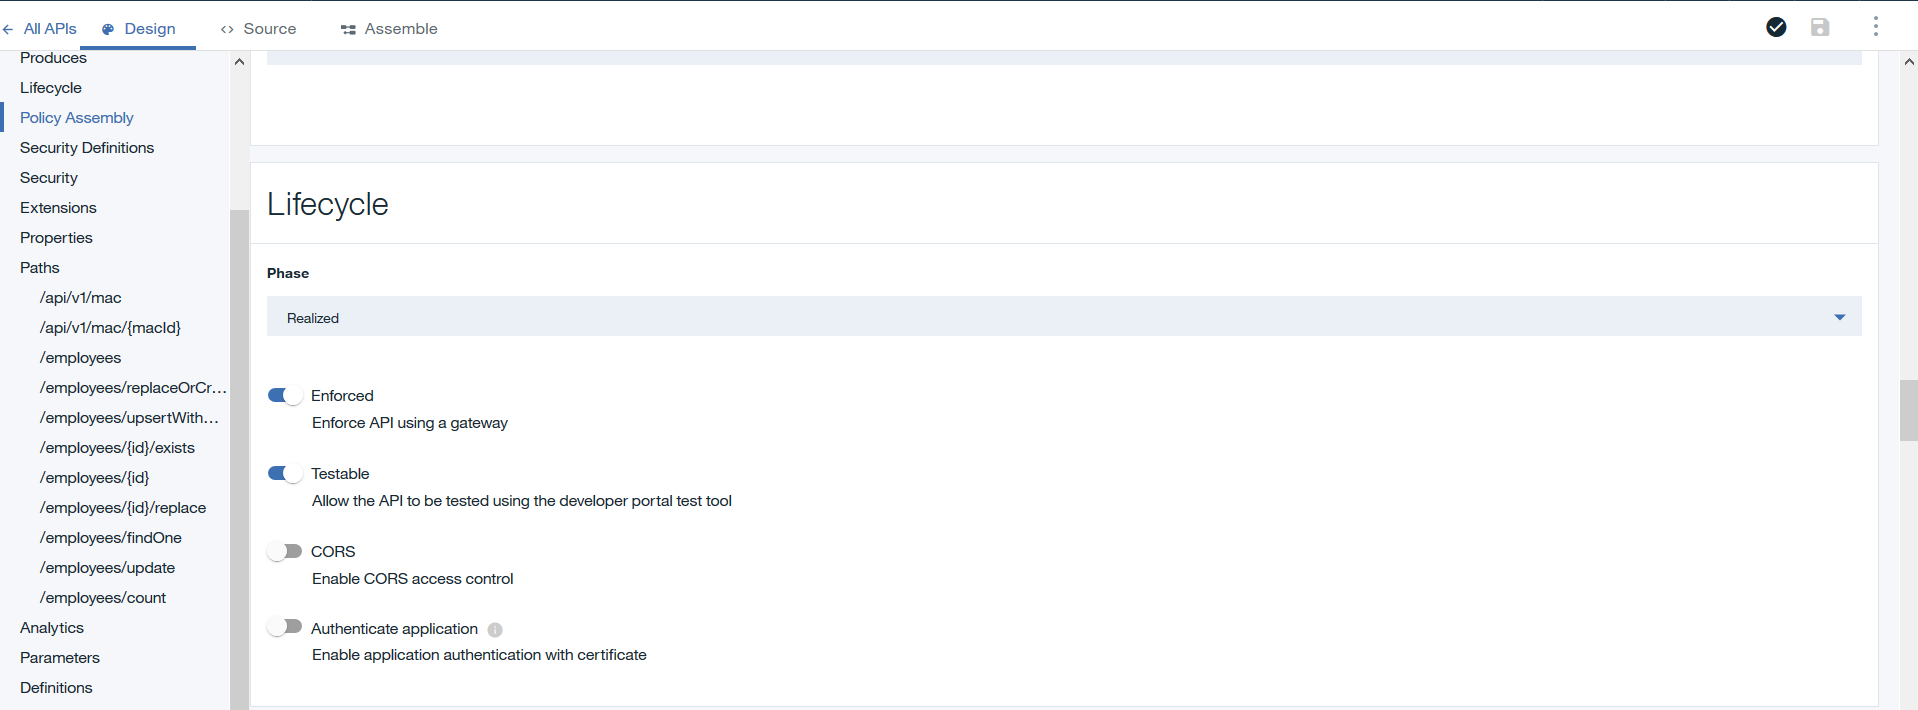 All APIs
Design
Source
Assemble
Produces
Lifecycle
Policy Assembly
Security Definitions
Security
Extensions
Properties
Paths
/api/v1/mac
/api/v1/mac/{macId}
/employees
/employees/replaceOrCr...
/employees/upsertWith...
/employees/{id}/exists
/employees/{id}
/employees/{id}/replace
/employees/findOne
/employees/update
/employees/count
Analytics
Parameters
Definitions
Lifecycle
Phase
Realized
Enforced
Enforce API using a gateway
Testable
Allow the API to be tested using the developer portal test tool
CORS
Enable CORS access control
Authenticate application
Enable application authentication with certificate